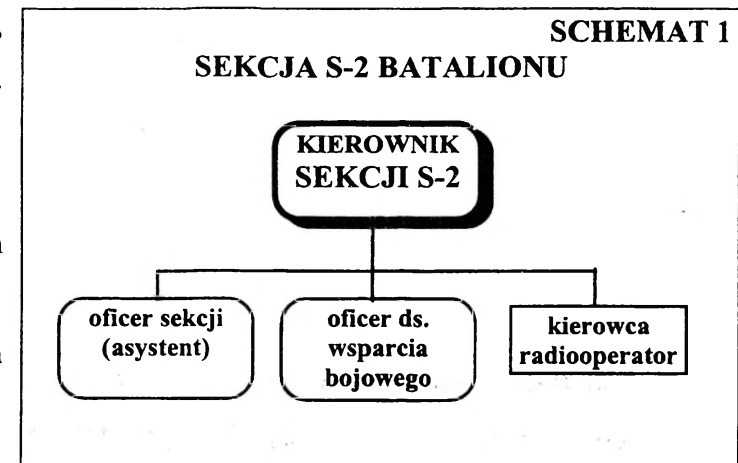 SCHEMAT 1
SEKCJA S-2 BATALIONU
KIEROWNIK
SEKCJI S-2
oficer sekcji
(asystent)
oficer ds.
wsparcia
bojowego
kierowca
radiooperator